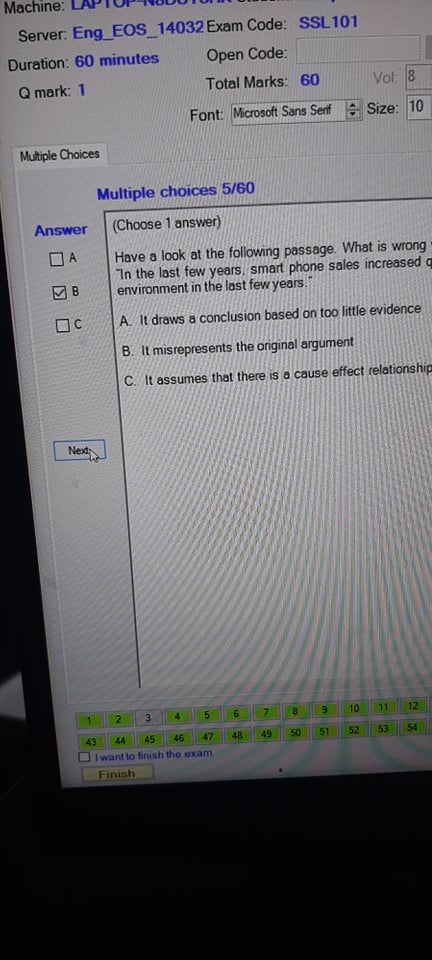 Machine:
Server: Eng_EOS_14032 Exam Code: SSL101
Duration: 60 minutes Open Code:
Q mark: 1 Total Marks: 60 Vol: 8
Font: Microsoft Sans Serif Size: 10
Multiple Choices
Multiple choices 5/60
Answer
(Choose 1 answer)
A
Have a look at the following passage. What is wrong
"In the last few years, smart phone sales increased
B
environment in the last few years."
C
A. It draws a conclusion based on too little evidence
B. It misrepresents the original argument
C. It assumes that there is a cause effect relationship
Next
1 2 3 4 5 6 7 8 9 10 11 12
43 44 45 46 47 48 49 50 51 52 53 54
I want to finish the exam.
Finish